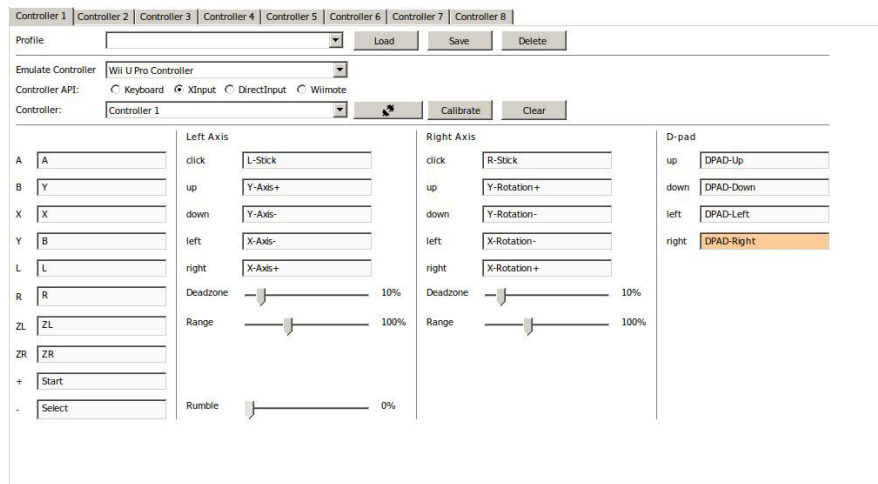 Controller 1 Controller 2 Controller 3 Controller 4 Controller 5 Controller 6 Controller 7 Controller 8
Profile Load Save Delete
Emulate Controller Wii U Pro Controller
Controller API: Keyboard XInput DirectInput Wiimote
Controller: Controller 1 Calibrate Clear
Left Axis Right Axis D-pad
A A click L-Stick click R-Stick up DPAD-Up
B Y up Y-Axis+ up Y-Rotation+ down DPAD-Down
X X down Y-Axis- down Y-Rotation- left DPAD-Left
Y B left X-Axis- left X-Rotation- right DPAD-Right
L L right X-Axis+ right X-Rotation+
R R Deadzone 10% Deadzone 10%
ZL ZL Range 100% Range 100%
ZR ZR
+ Start
- Select Rumble 0%